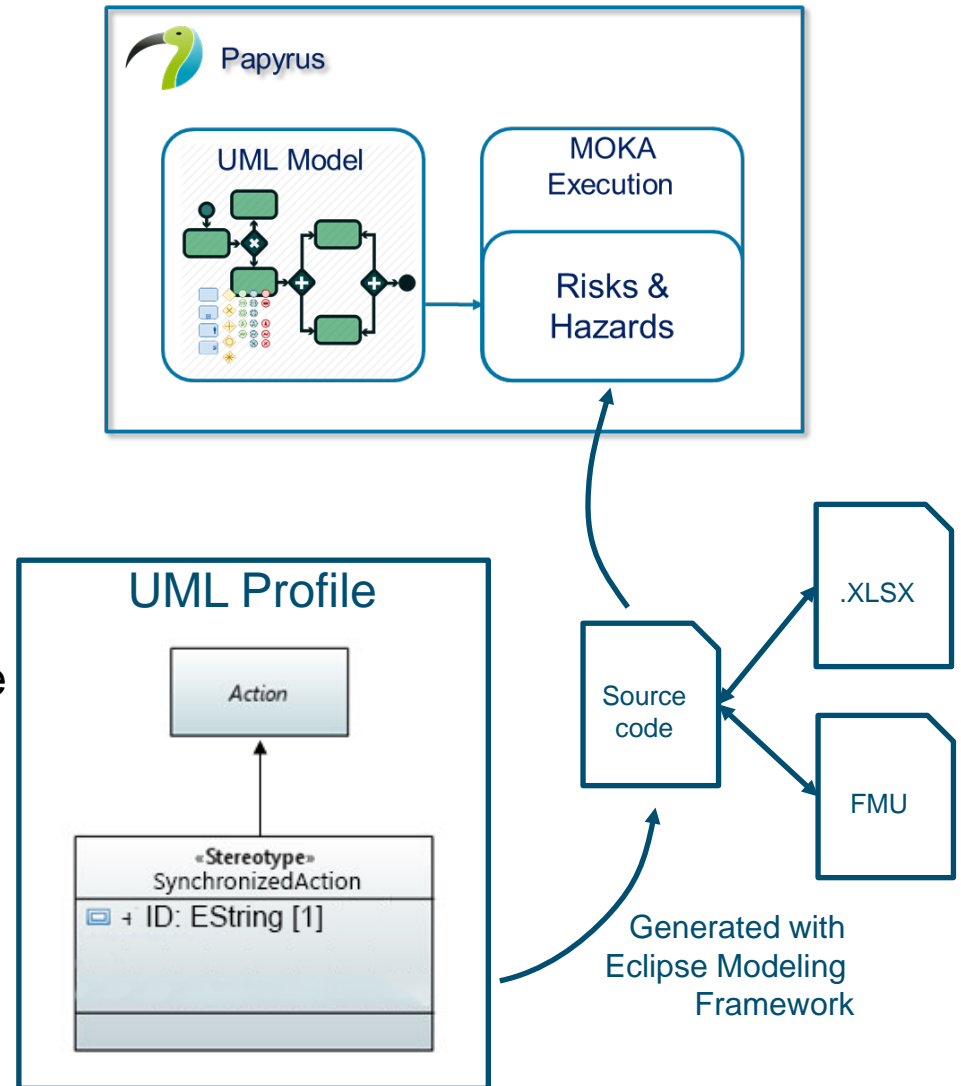 Papyrus
UML Model
MOKA
Execution
Risks &
Hazards
UML Profile
Action
«Stereotype»
SynchronizedAction
+ ID: EString [1]
e
Source
code
.XLSX
FMU
Generated with
Eclipse Modeling
Framework